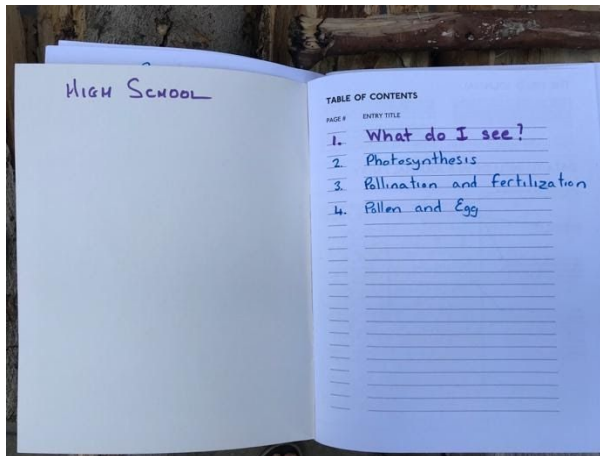 HIGH SCHOOL
TABLE OF CONTENTS
PAGE # ENTRY TITLE
1. What do I see?
2. Photosynthesis
3. Pollination and fertilization
4. Pollen and Egg